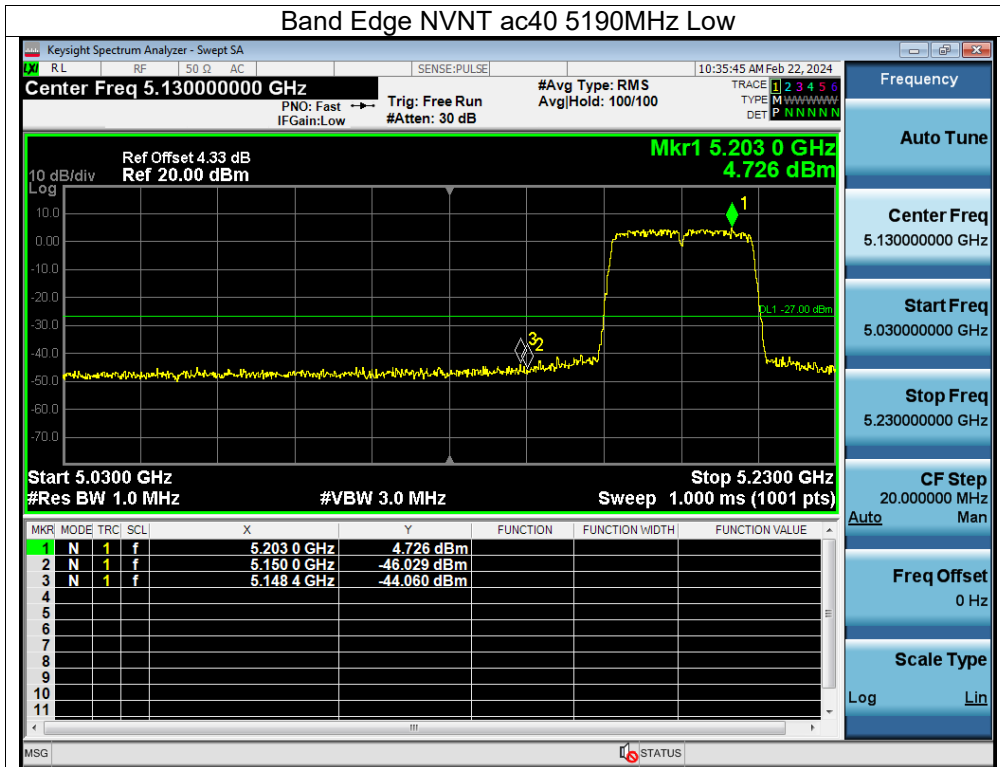 Band Edge NVNT ac40 5190MHz Low
Keysight Spectrum Analyzer - Swept SA
LXI RL RF 50 Ω AC SENSE:PULSE 10:35:45 AM Feb 22, 2024
Center Freq 5.130000000 GHz
PNO: Fast
IFGain:Low
Trig: Free Run
#Atten: 30 dB
#Avg Type: RMS
Avg|Hold: 100/100
TRACE 1 2 3 4 5 6
TYPE M WWWWW
DET P N N N N N
Mkr1 5.203 0 GHz
4.726 dBm
Ref Offset 4.33 dB
10 dB/div Ref 20.00 dBm
Log
10.0
0.00
-10.0
-20.0
-30.0
-40.0
-50.0
-60.0
-70.0
1
DL1 -27.00 dBm
3 2
Start 5.0300 GHz Stop 5.2300 GHz
#Res BW 1.0 MHz #VBW 3.0 MHz Sweep 1.000 ms (1001 pts)
MKR MODE TRC SCL X Y FUNCTION FUNCTION WIDTH FUNCTION VALUE
1 N 1 f 5.203 0 GHz 4.726 dBm
2 N 1 f 5.150 0 GHz -46.029 dBm
3 N 1 f 5.148 4 GHz -44.060 dBm
4
5
6
7
8
9
10
11
MSG STATUS
Frequency
Auto Tune
Center Freq
5.130000000 GHz
Start Freq
5.030000000 GHz
Stop Freq
5.230000000 GHz
CF Step
20.000000 MHz
Auto Man
Freq Offset
0 Hz
Scale Type
Log Lin